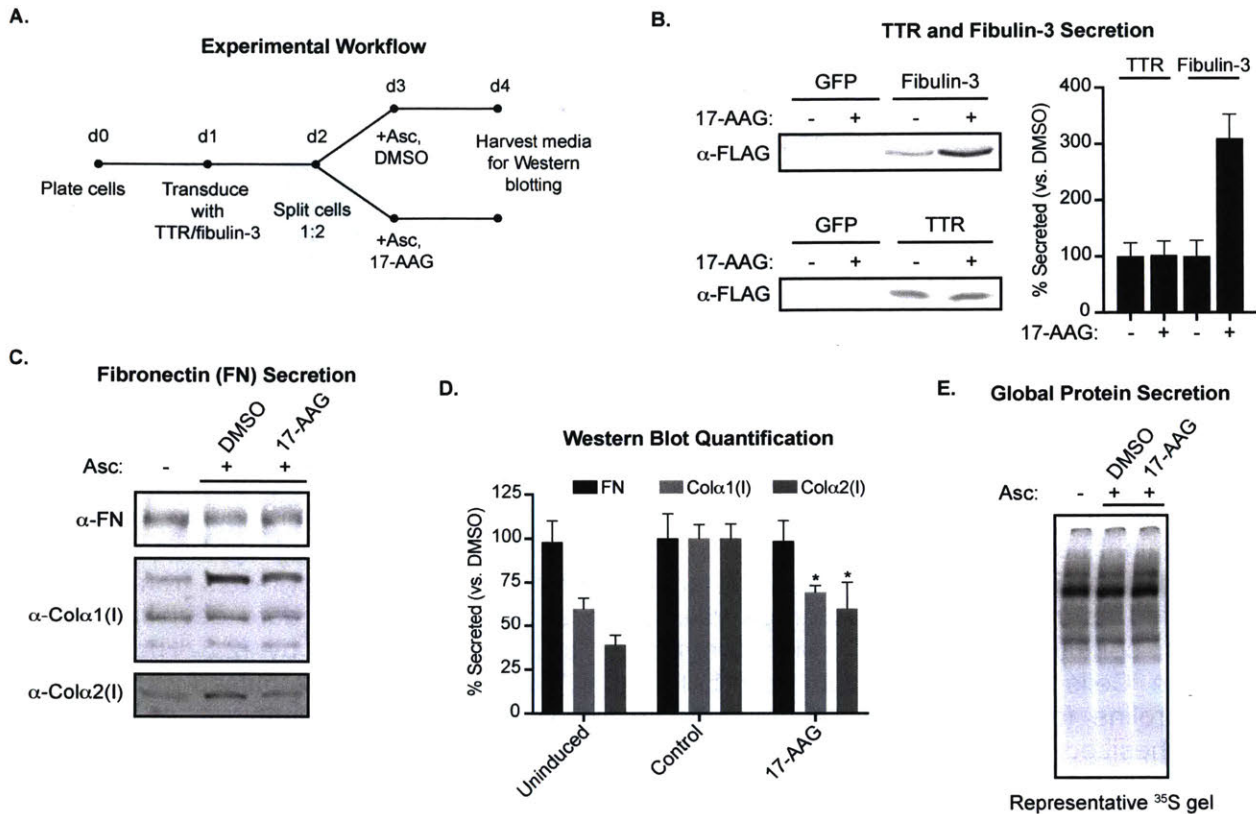 A.
Experimental Workflow
d0
d1
d2
d3
d4
Plate cells
Transduce
with
TTR/fibulin-3
Split cells
1:2
+Asc,
DMSO
+Asc,
17-AAG
Harvest media
for Western
blotting
B.
TTR and Fibulin-3 Secretion
GFP Fibulin-3
17-AAG: - + - +
α-FLAG
GFP TTR
17-AAG: - + - +
α-FLAG
TTR Fibulin-3
% Secreted (vs. DMSO)
400
300
200
100
0
17-AAG: - + - +
C.
Fibronectin (FN) Secretion
DMSO
17-AAG
Asc: - + +
α-FN
α-Colα1(I)
α-Colα2(I)
D.
Western Blot Quantification
FN Colα1(I) Colα2(I)
% Secreted (vs. DMSO)
125
100
75
50
25
0
* *
Uninduced
Control
17-AAG
E.
Global Protein Secretion
DMSO
17-AAG
Asc: - + +
Representative ³⁵S gel